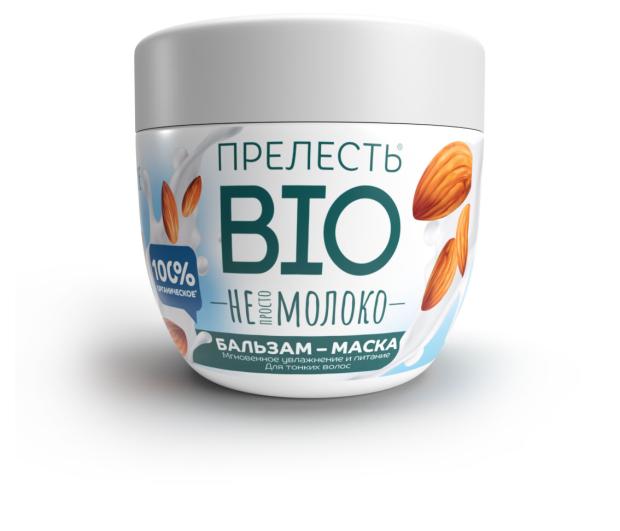 ПРЕЛЕСТЬ®
BIO
НЕ ПРОСТО МОЛОКО
100%
ОРГАНИЧЕСКОЕ*
БАЛЬЗАМ – МАСКА
Мгновенное увлажнение и питание
Для тонких волос